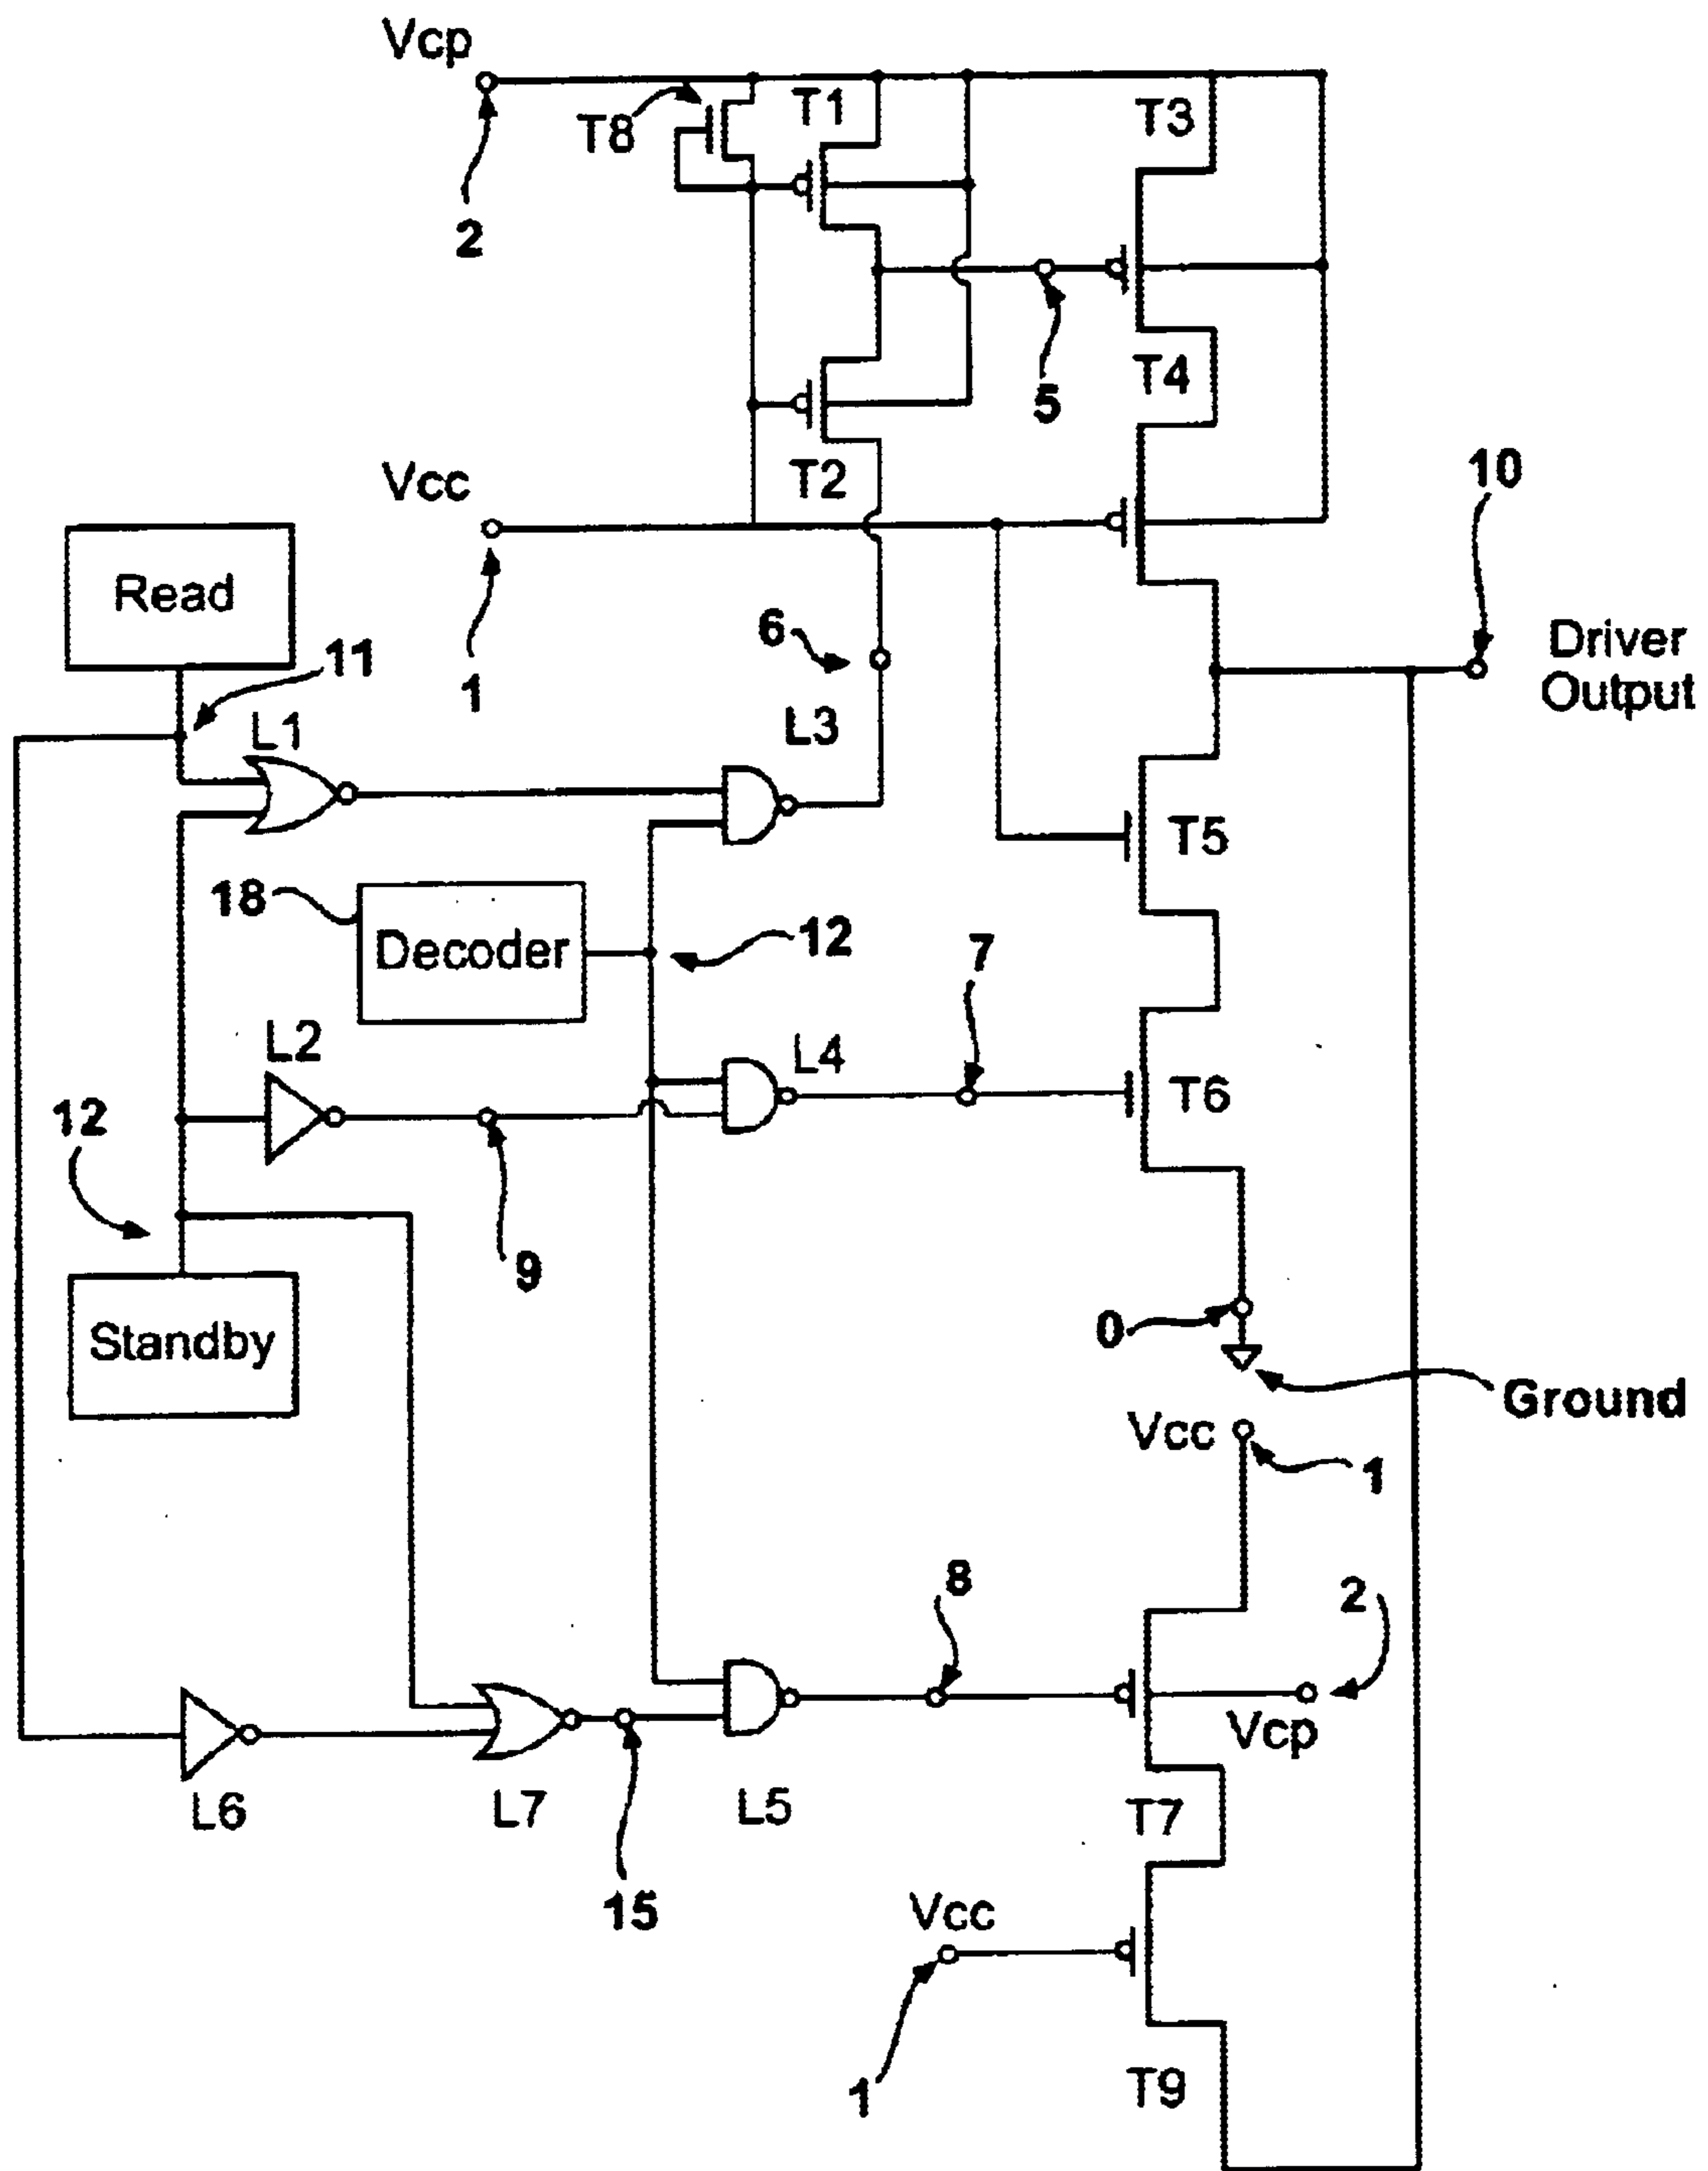 Vcp
T8
T1
T3
2
T4
5
Vcc
T2
10
Read
6
Driver
Output
11
1
L1
L3
T5
18
Decoder
12
7
L2
L4
T6
12
9
0
Standby
Ground
Vcc
1
8
2
Vcp
L6
L7
L5
T7
15
Vcc
1
T9